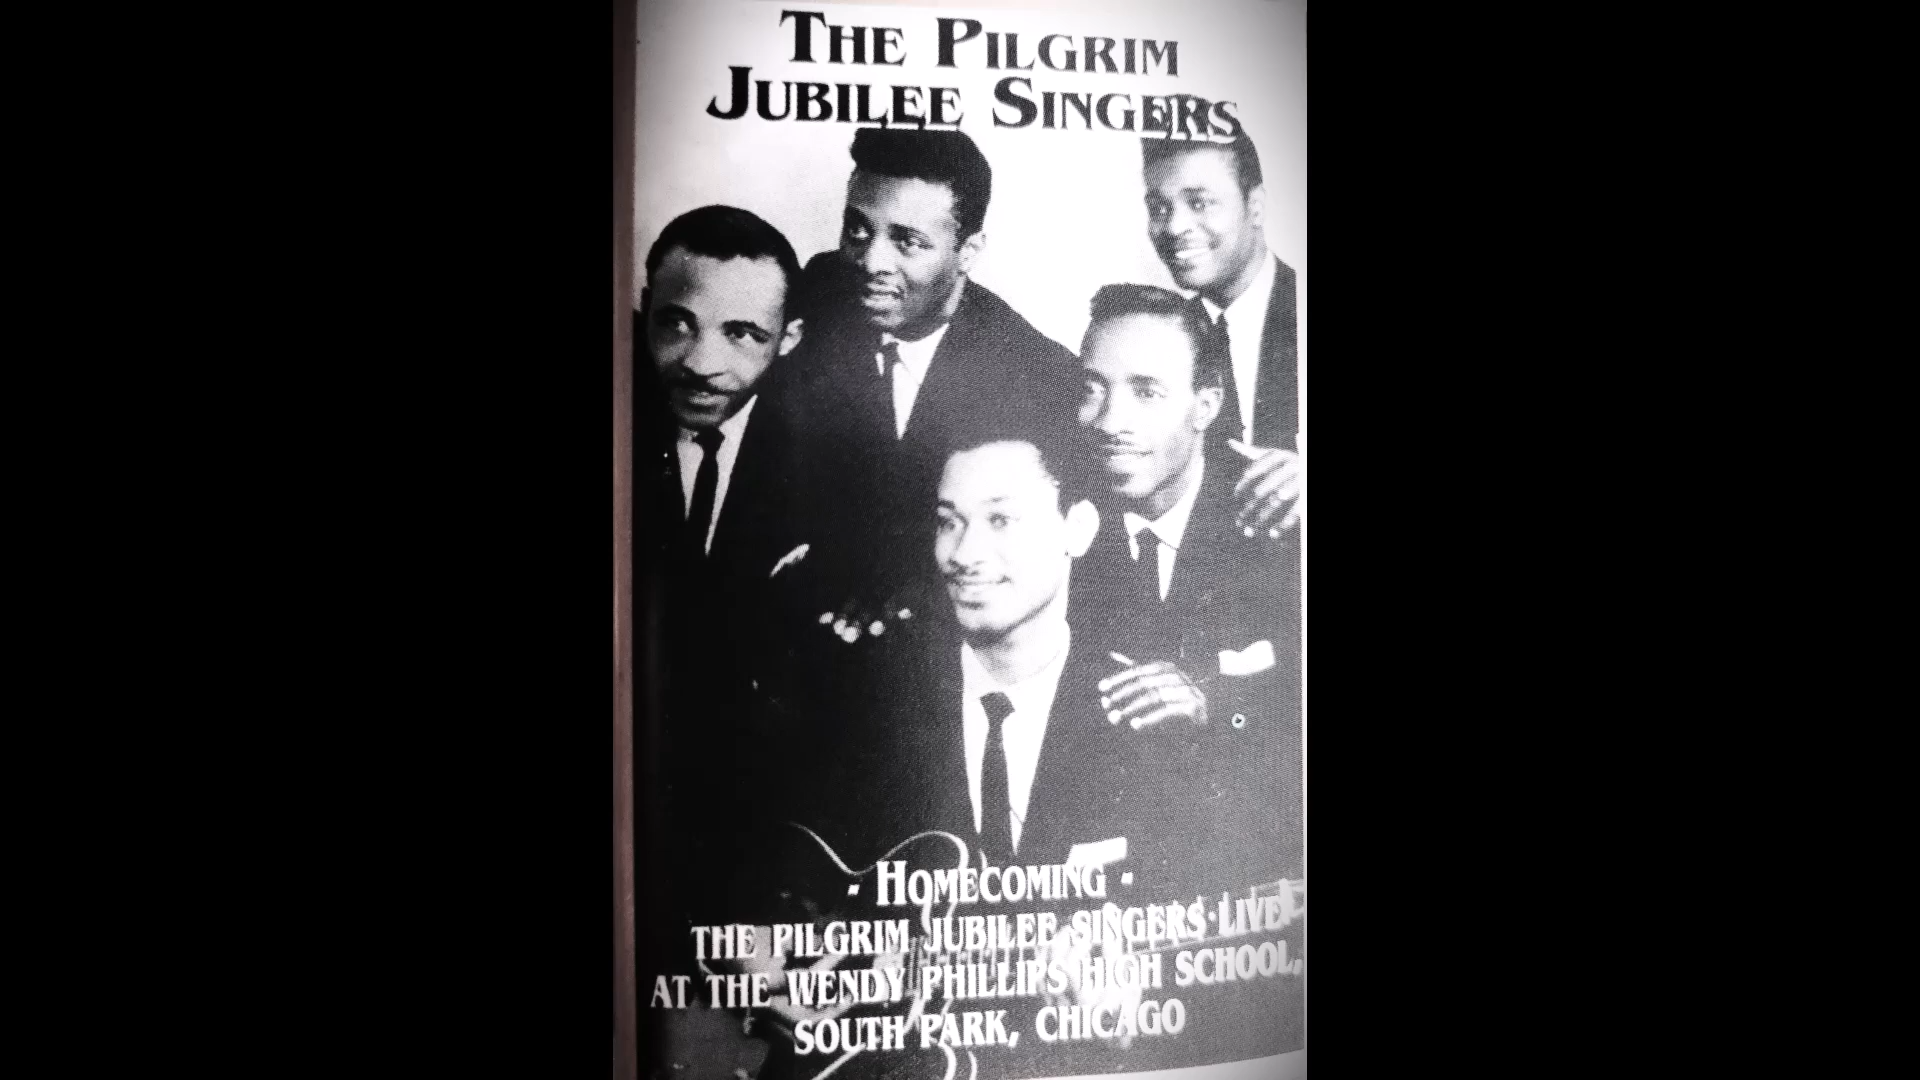 THE PILGRIM
JUBILEE SINGERS
- HOMECOMING -
THE PILGRIM JUBILEE SINGERS·LIVE
AT THE WENDY PHILLIPS HIGH SCHOOL,
SOUTH PARK, CHICAGO